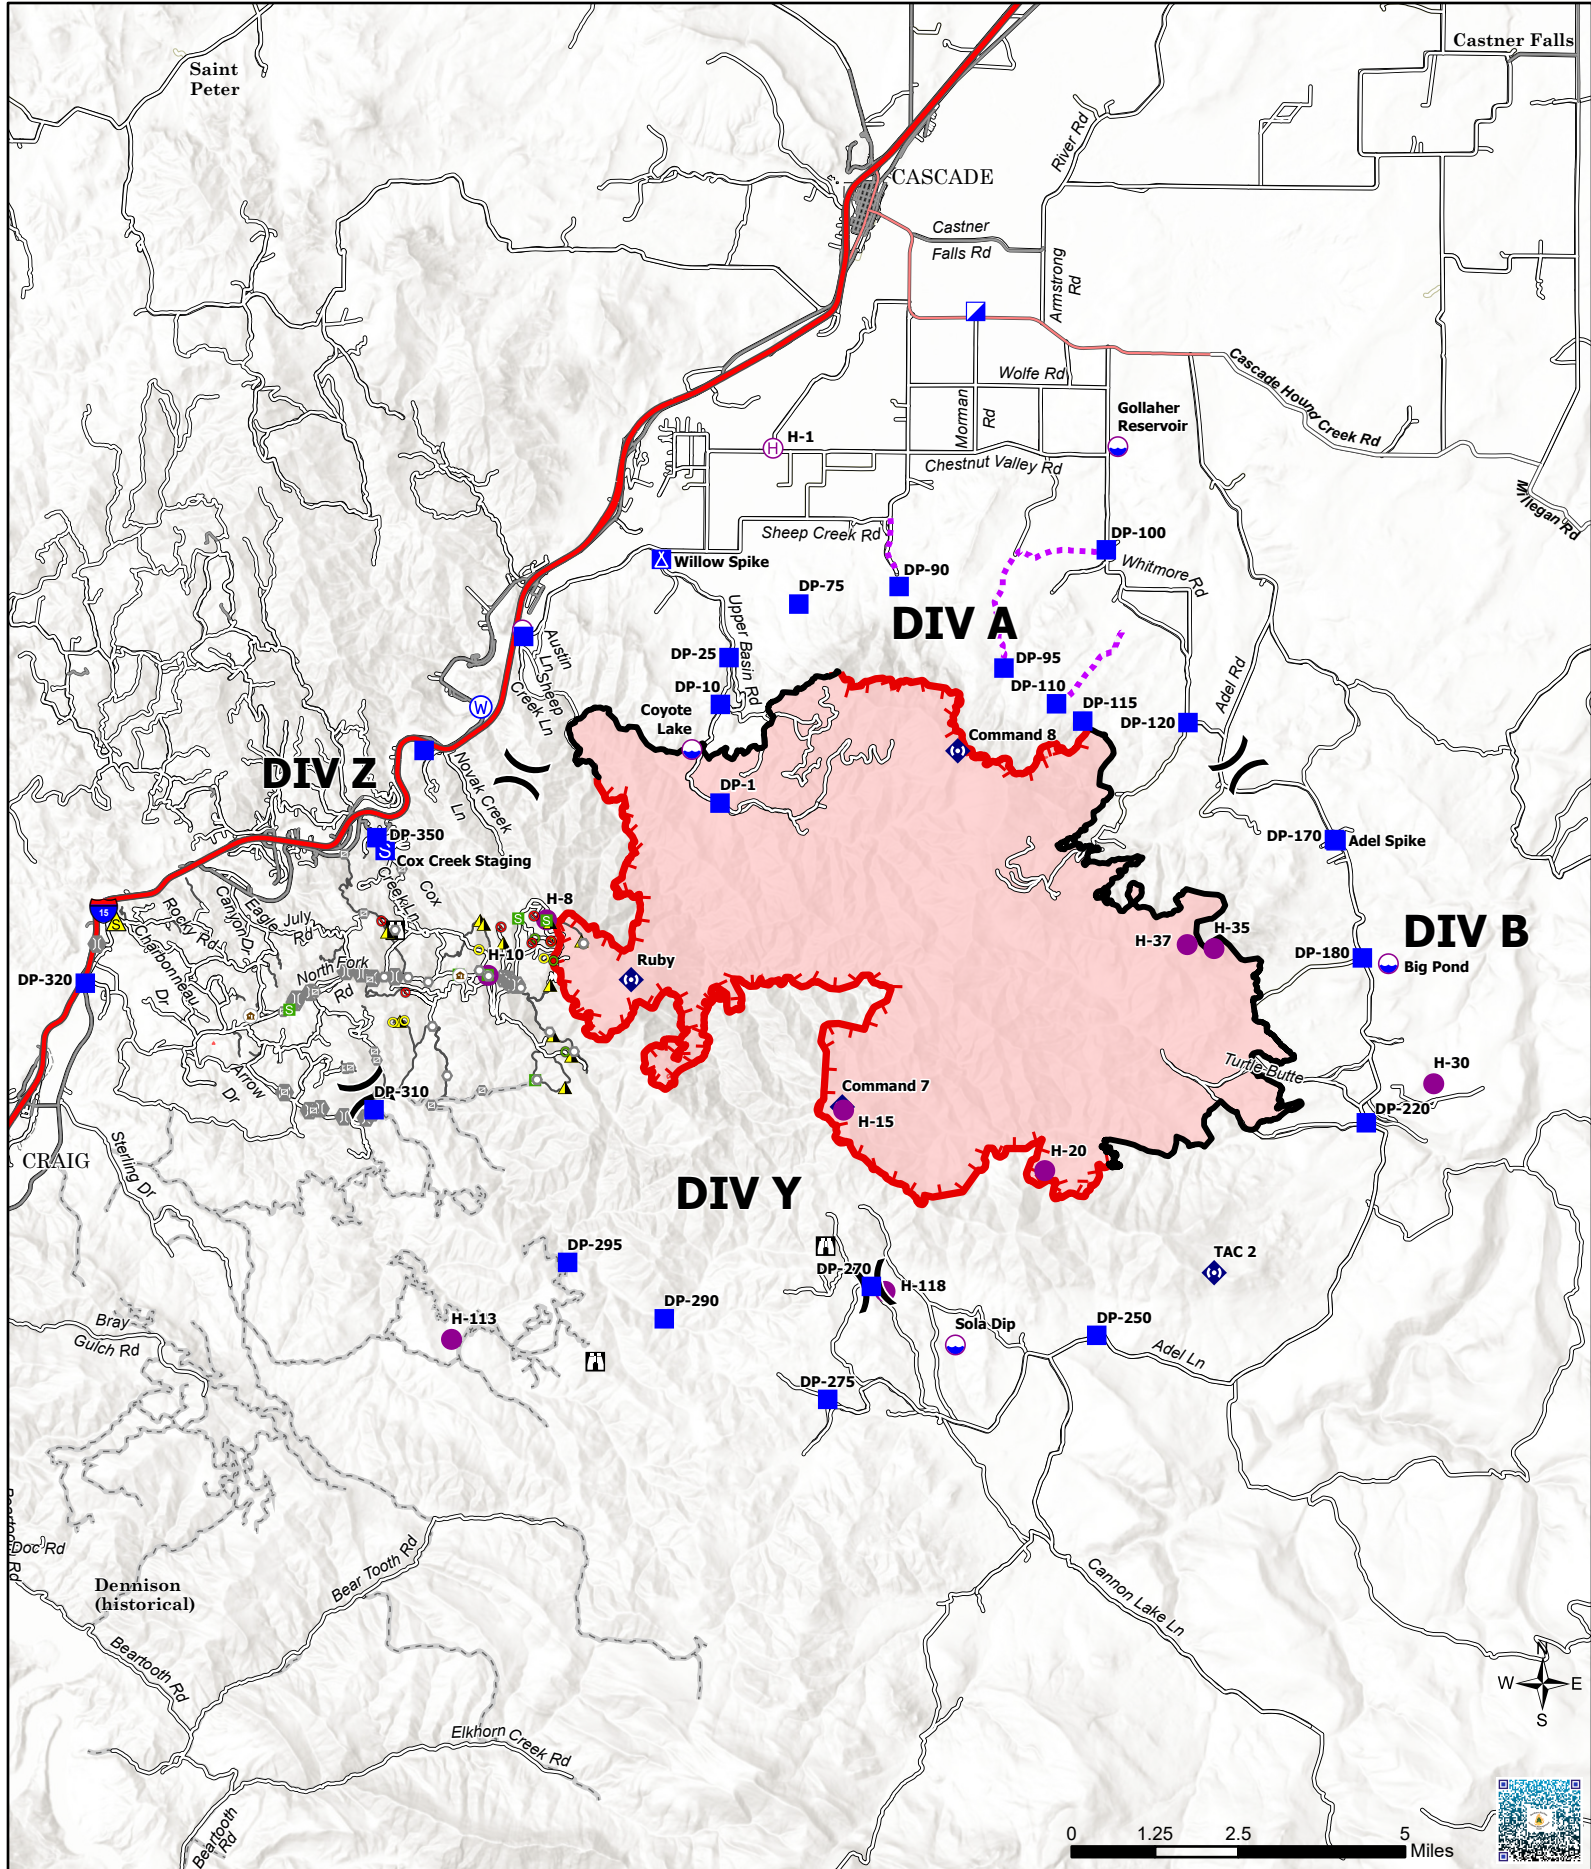 Castner Falls
Saint
Peter
River Rd
CASCADE
Castner
Falls Rd
Armstrong
Rd
Wolfe Rd
Cascade Hound Creek Rd
Morman
Rd
Gollaher
Reservoir
H
H-1
Chestnut Valley Rd
Millegan Rd
Sheep Creek Rd
DP-100
Willow Spike
Whitmore Rd
DP-90
DP-75
Upper Basin Rd
DIV A
Austin
Ln
Sheep
Creek Ln
DP-25
DP-95
Adel Rd
DP-10
DP-110
W
Coyote
Lake
DP-115
DP-120
Command 8
DIV Z
Novak Creek
Ln
DP-1
DP-350
S
Cox Creek Staging
DP-170
Adel Spike
Cox
Creek Ln
15
S
Rocky Rd
Canyon Dr
Eagle
July
Rd
H-8
S
S
H-37
H-35
DIV B
Charbonneau
Dr
North Fork
Rd
H-10
Ruby
DP-180
Big Pond
DP-320
S
Turtle Butte
H-30
Arrow
Dr
DP-310
Command 7
H-15
DP-220
CRAIG
Sterling Dr
H-20
DIV Y
DP-295
TAC 2
DP-270
H-118
DP-290
H-113
Bray
Gulch Rd
Sola Dip
DP-250
Adel Ln
DP-275
Beartooth Rd
Doc Rd
Bear Tooth Rd
Dennison
(historical)
Cannon Lake Ln
Beartooth Rd
N
W E
S
Elkhorn Creek Rd
Beartooth
Rd
0 1.25 2.5 5
Miles